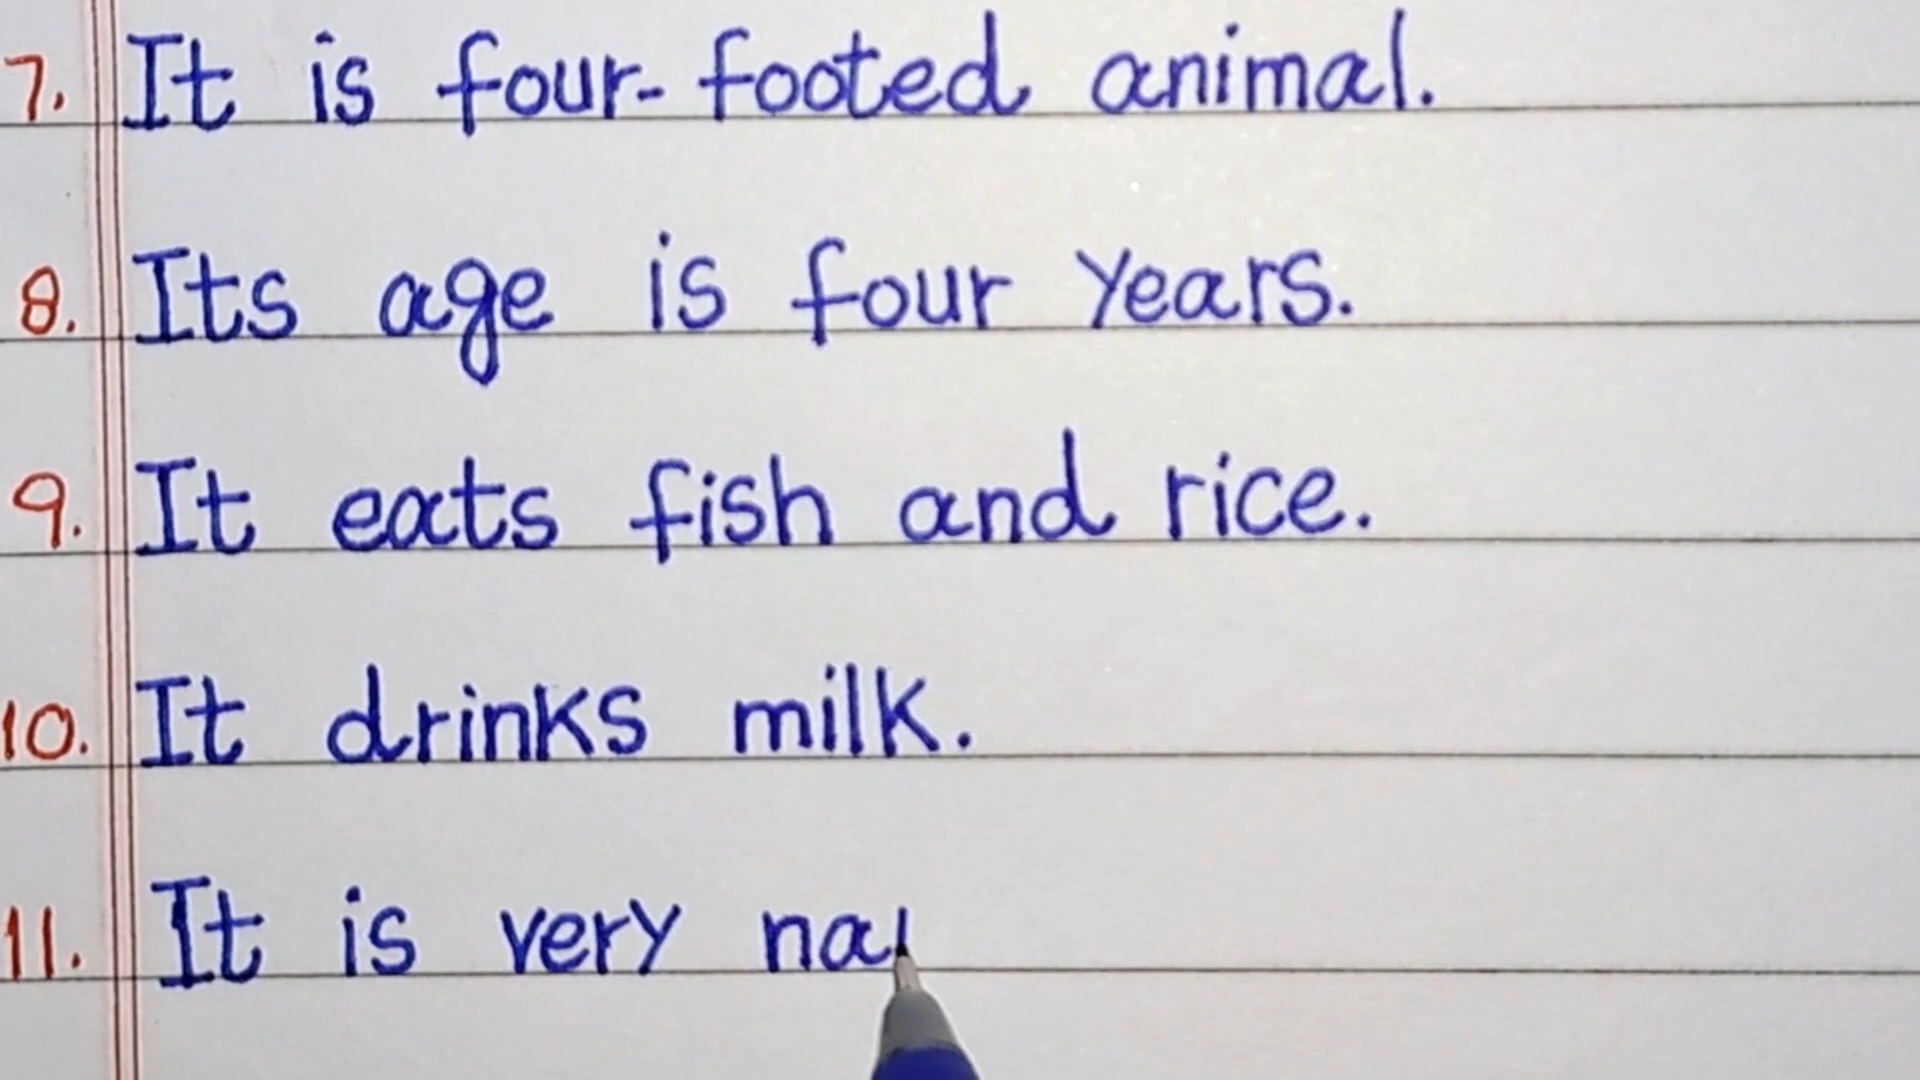 7. It is four-footed animal.
8. Its age is four years.
9. It eats fish and rice.
10. It drinks milk.
11. It is very